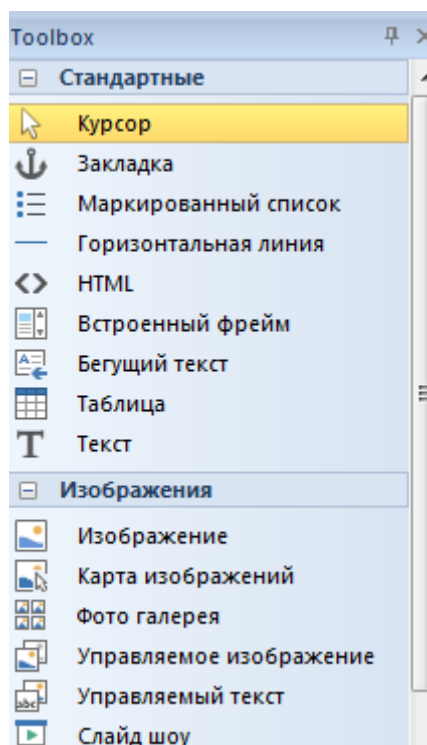 Toolbox
Стандартные
Курсор
Закладка
Маркированный список
Горизонтальная линия
HTML
Встроенный фрейм
Бегущий текст
Таблица
Текст
Изображения
Изображение
Карта изображений
Фото галерея
Управляемое изображение
Управляемый текст
Слайд шоу